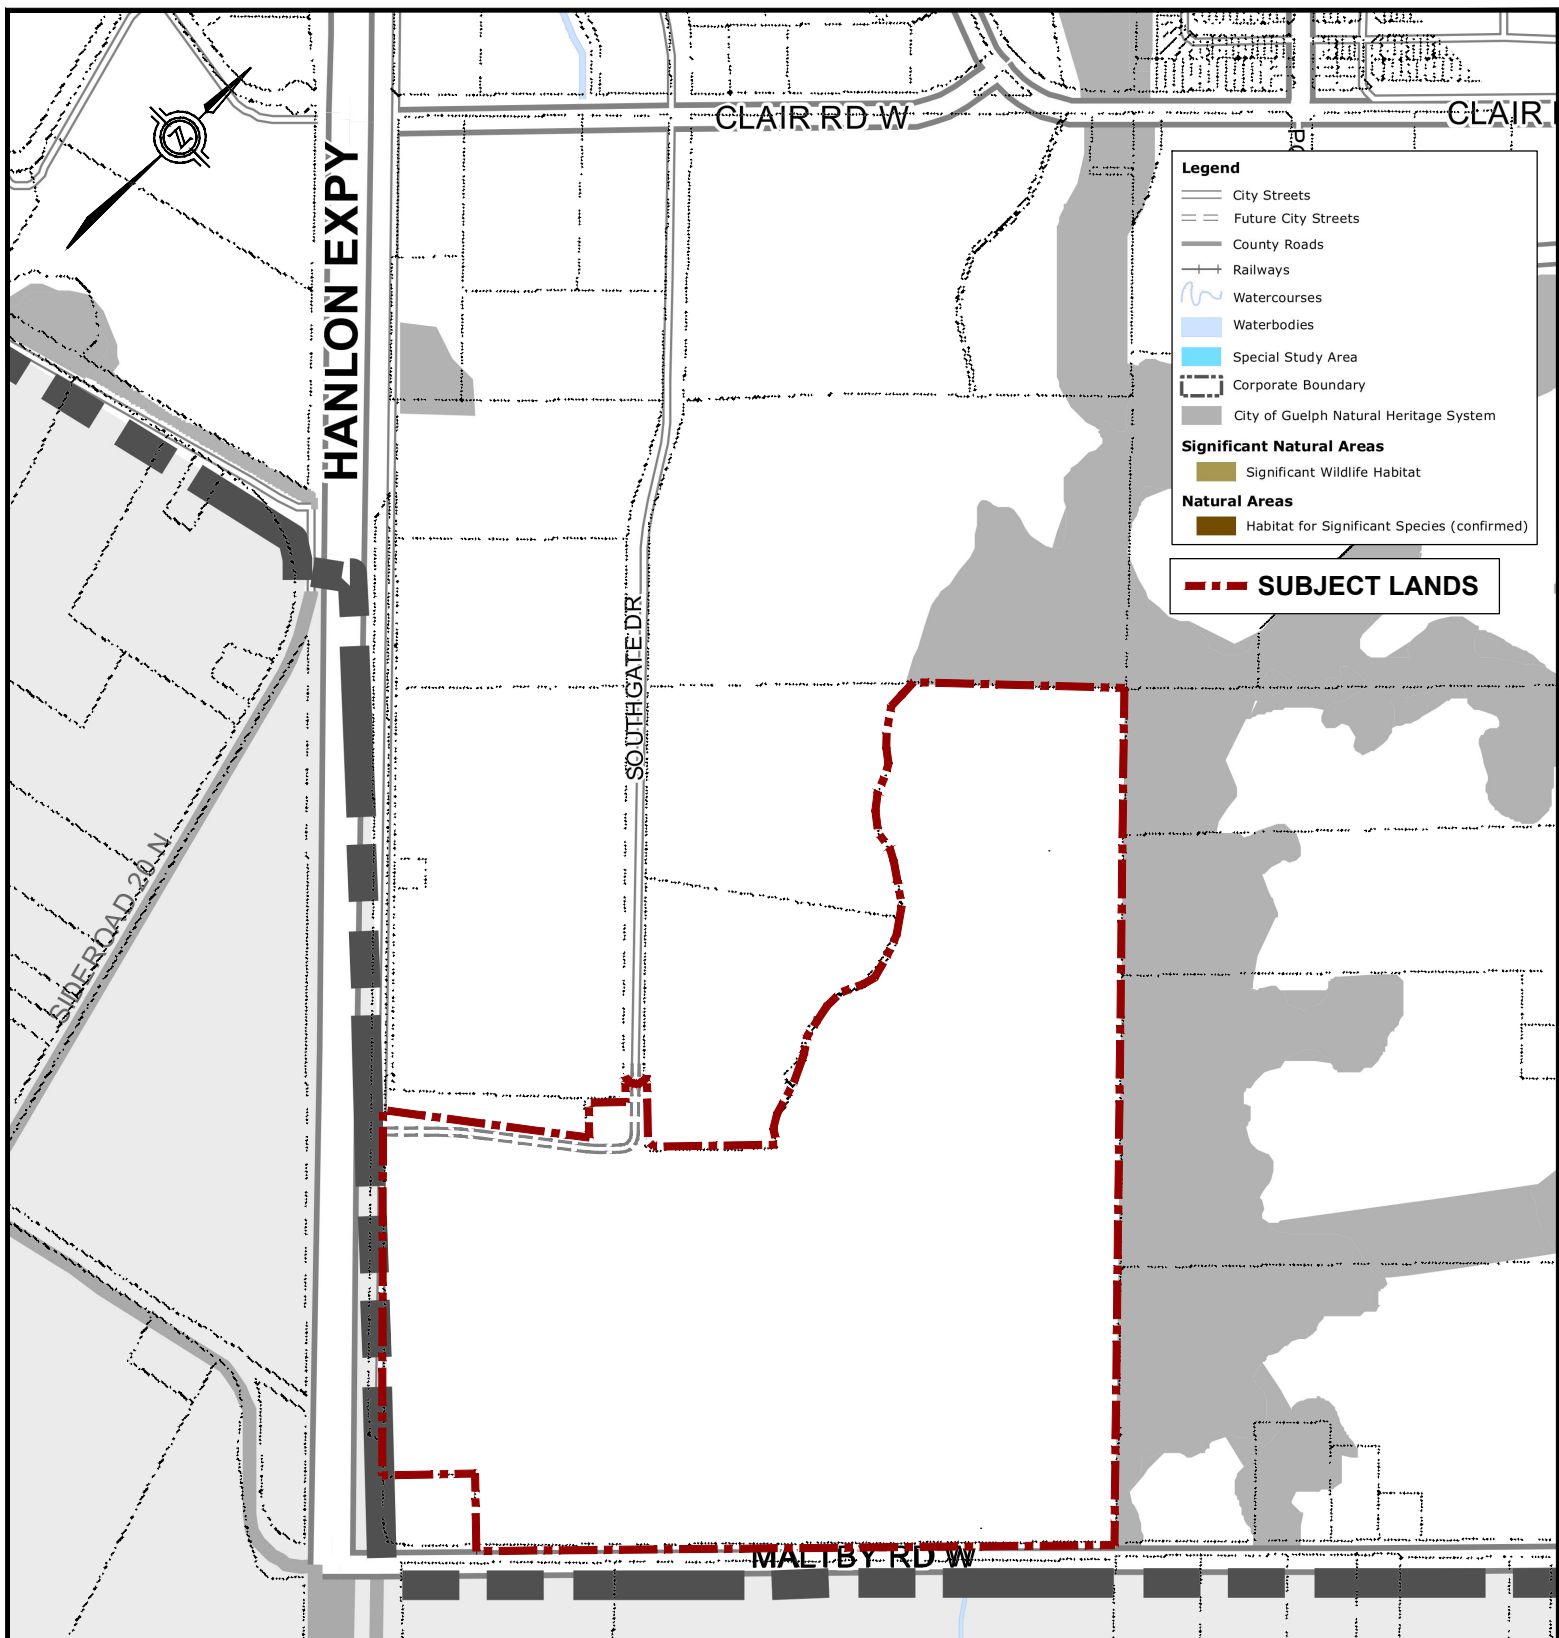 CLAIR RD W
CLAIR
HANLON EXPY
Z
Legend
City Streets
Future City Streets
County Roads
Railways
Watercourses
Waterbodies
Special Study Area
Corporate Boundary
City of Guelph Natural Heritage System
Significant Natural Areas
Significant Wildlife Habitat
Natural Areas
Habitat for Significant Species (confirmed)
SUBJECT LANDS
SOUTHGATE DR
SIDEROAD 20 N
MALTBY RD W